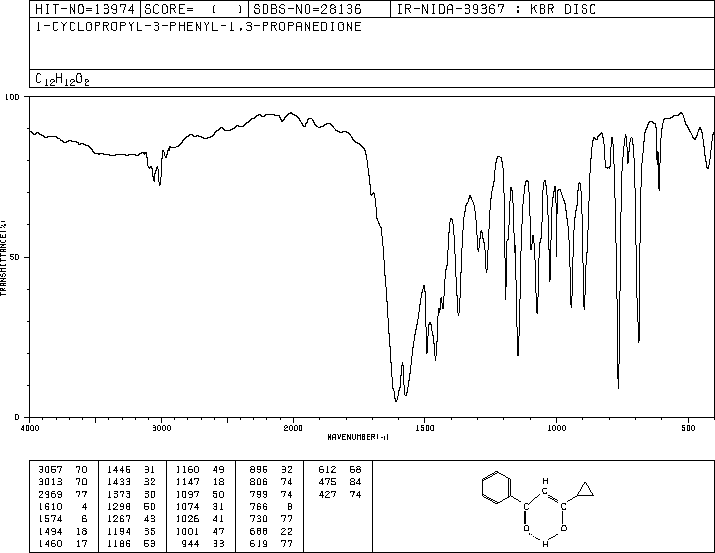 HIT-NO=13974 SCORE= ( ) SDBS-NO=28136 IR-NIDA-39367 : KBR DISC
1-CYCLOPROPYL-3-PHENYL-1,3-PROPANEDIONE
C12H12O2
100
50
0
TRANSMITTANCE(%)
4000 3000 2000 1500 1000 500
WAVENUMBER(-1)
3067 70 1446 31 1160 49 896 32 612 68
3013 70 1433 32 1147 18 806 74 475 84
2969 77 1373 30 1097 50 799 74 427 74
1610 4 1298 50 1074 31 766 8
1574 6 1267 43 1026 41 730 77
1494 18 1194 35 1001 47 688 22
1460 17 1186 53 944 33 619 77
H
C
C C
O O
H